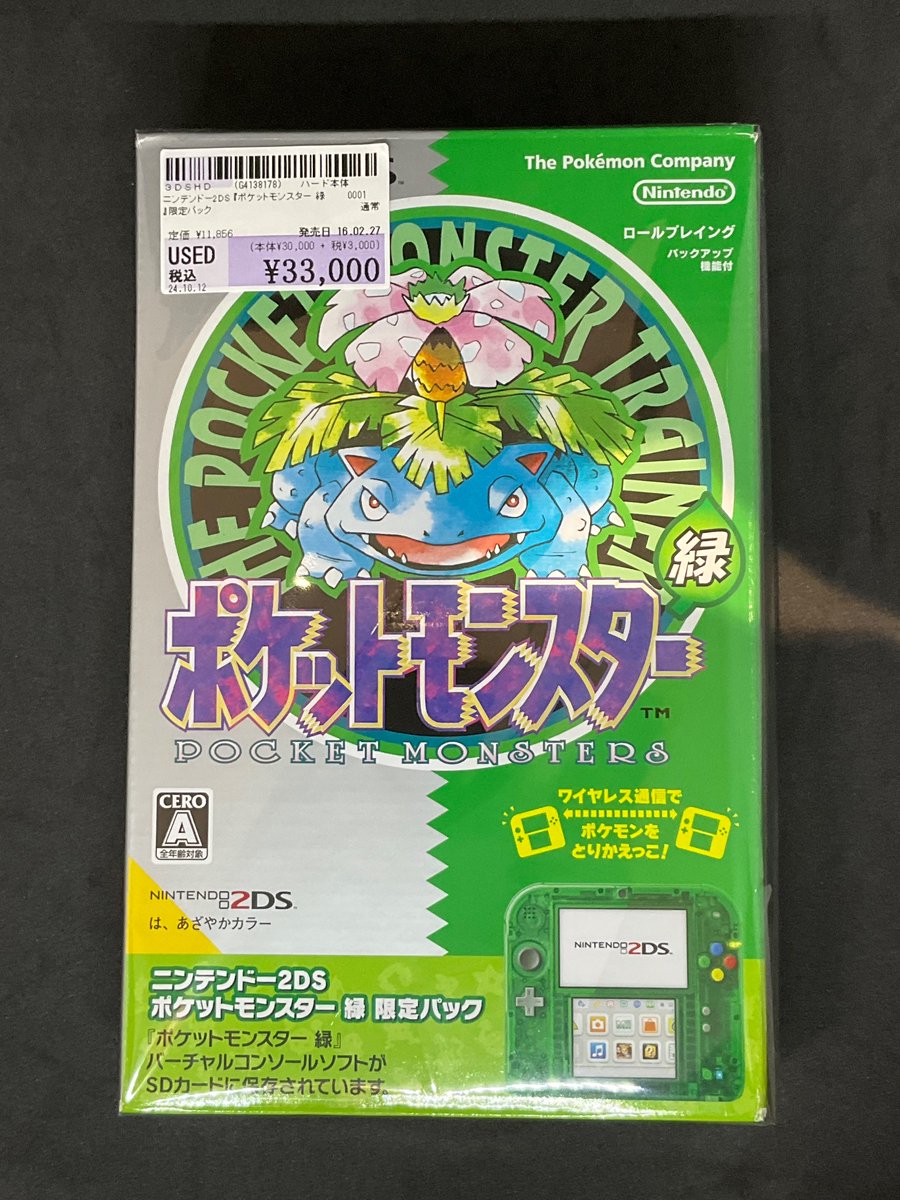 3DSHD (G4138178) ハード本体
ニンテンドー2DS『ポケットモンスター 緑 0001
』限定パック 通常
定価 ¥11,856 発売日 16.02.27
USED (本体¥30,000 + 税¥3,000)
税込 ¥33,000
24.10.12
The Pokémon Company
Nintendo
ロールプレイング
バックアップ
機能付
THE POCKET MONSTER TRAINER
緑
ポケットモンスター
TM
POCKET MONSTERS
CERO
A
全年齢対象
ワイヤレス通信で
ポケモンを
とりかえっこ!
NINTENDO 2DS™
は、あざやかカラー
NINTENDO 2DS™
ニンテンドー2DS
ポケットモンスター 緑 限定パック
『ポケットモンスター 緑』
バーチャルコンソールソフトが
SDカードに保存されています。